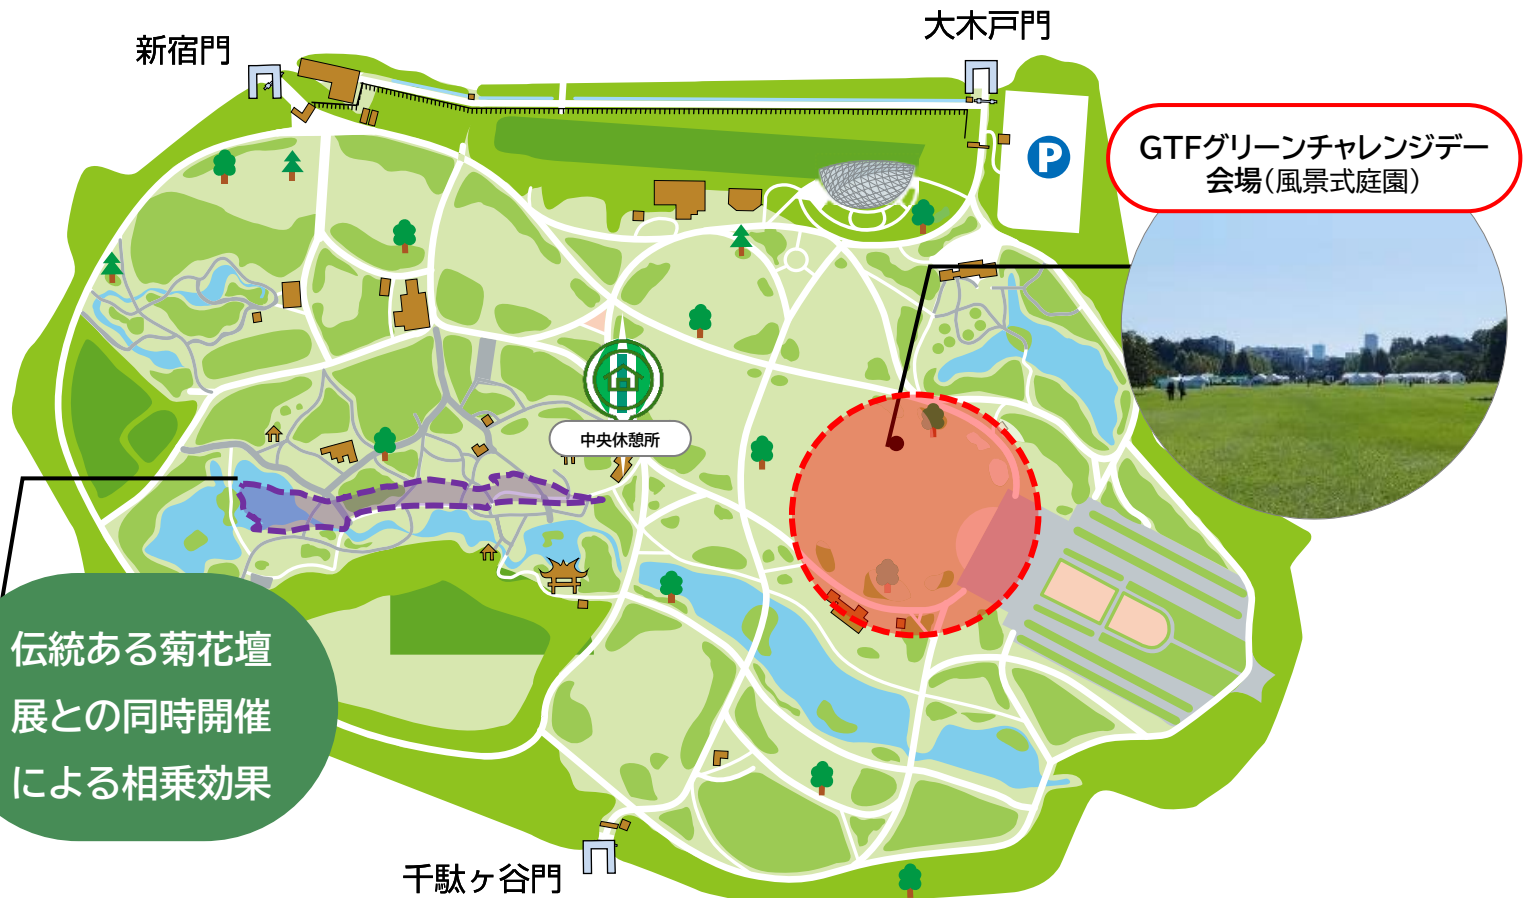 新宿門
大木戸門
P
GTFグリーンチャレンジデー
会場(風景式庭園)
中央休憩所
伝統ある菊花壇
展との同時開催
による相乗効果
千駄ヶ谷門